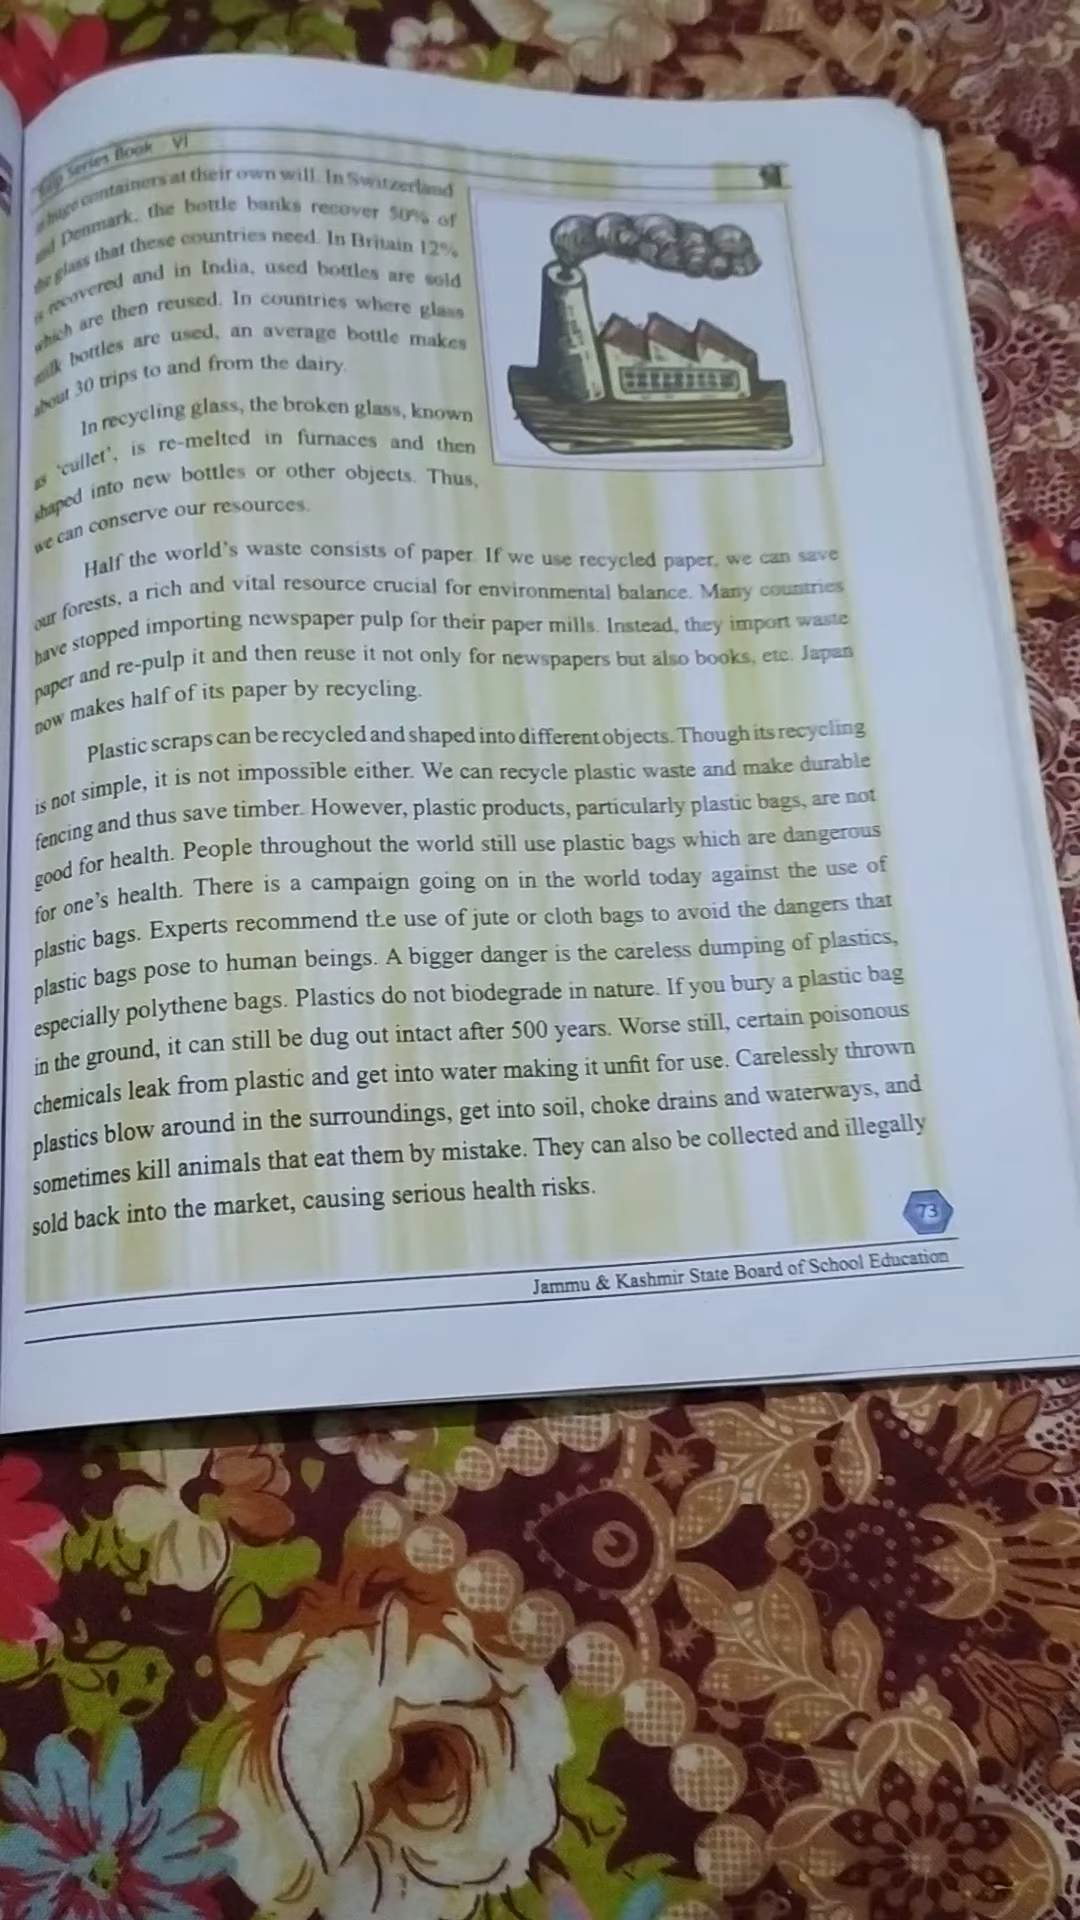 Series Book VI
huge containers at their own will. In Switzerland
and Denmark, the bottle banks recover 50% of
the glass that these countries need. In Britain 12%
is recovered and in India, used bottles are sold
which are then reused. In countries where glass
milk bottles are used, an average bottle makes
about 30 trips to and from the dairy.
In recycling glass, the broken glass, known
as 'cullet', is re-melted in furnaces and then
shaped into new bottles or other objects. Thus,
we can conserve our resources.
Half the world's waste consists of paper. If we use recycled paper, we can save
our forests, a rich and vital resource crucial for environmental balance. Many countries
have stopped importing newspaper pulp for their paper mills. Instead, they import waste
paper and re-pulp it and then reuse it not only for newspapers but also books, etc. Japan
now makes half of its paper by recycling.
Plastic scraps can be recycled and shaped into different objects. Though its recycling
is not simple, it is not impossible either. We can recycle plastic waste and make durable
fencing and thus save timber. However, plastic products, particularly plastic bags, are not
good for health. People throughout the world still use plastic bags which are dangerous
for one's health. There is a campaign going on in the world today against the use of
plastic bags. Experts recommend the use of jute or cloth bags to avoid the dangers that
plastic bags pose to human beings. A bigger danger is the careless dumping of plastics,
especially polythene bags. Plastics do not biodegrade in nature. If you bury a plastic bag
in the ground, it can still be dug out intact after 500 years. Worse still, certain poisonous
chemicals leak from plastic and get into water making it unfit for use. Carelessly thrown
plastics blow around in the surroundings, get into soil, choke drains and waterways, and
sometimes kill animals that eat them by mistake. They can also be collected and illegally
sold back into the market, causing serious health risks.
73
Jammu & Kashmir State Board of School Education